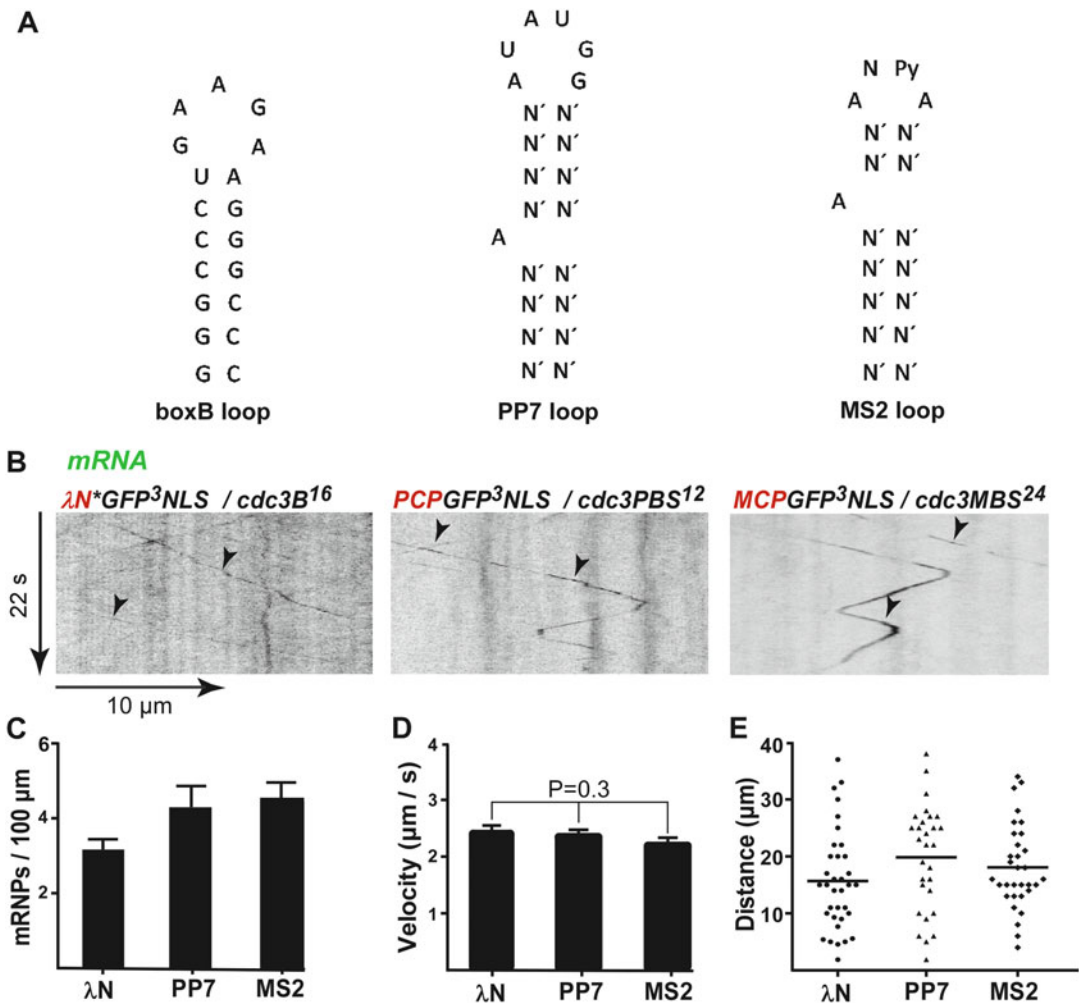 A
A
A G
G A
U A
C G
C G
C G
G C
G C
G C
boxB loop
A U
U G
A G
N´ N´
N´ N´
N´ N´
N´ N´
A
N´ N´
N´ N´
N´ N´
N´ N´
PP7 loop
N Py
A A
N´ N´
N´ N´
A
N´ N´
N´ N´
N´ N´
N´ N´
N´ N´
MS2 loop
B
mRNA
λN*GFP³NLS / cdc3B¹⁶
PCPGFP³NLS / cdc3PBS¹²
MCPGFP³NLS / cdc3MBS²⁴
22 s
10 µm
C
mRNPs / 100 µm
6
4
2
λN PP7 MS2
D
Velocity (µm / s)
4
3
2
1
P=0.3
λN PP7 MS2
E
Distance (µm)
40
30
20
10
λN PP7 MS2